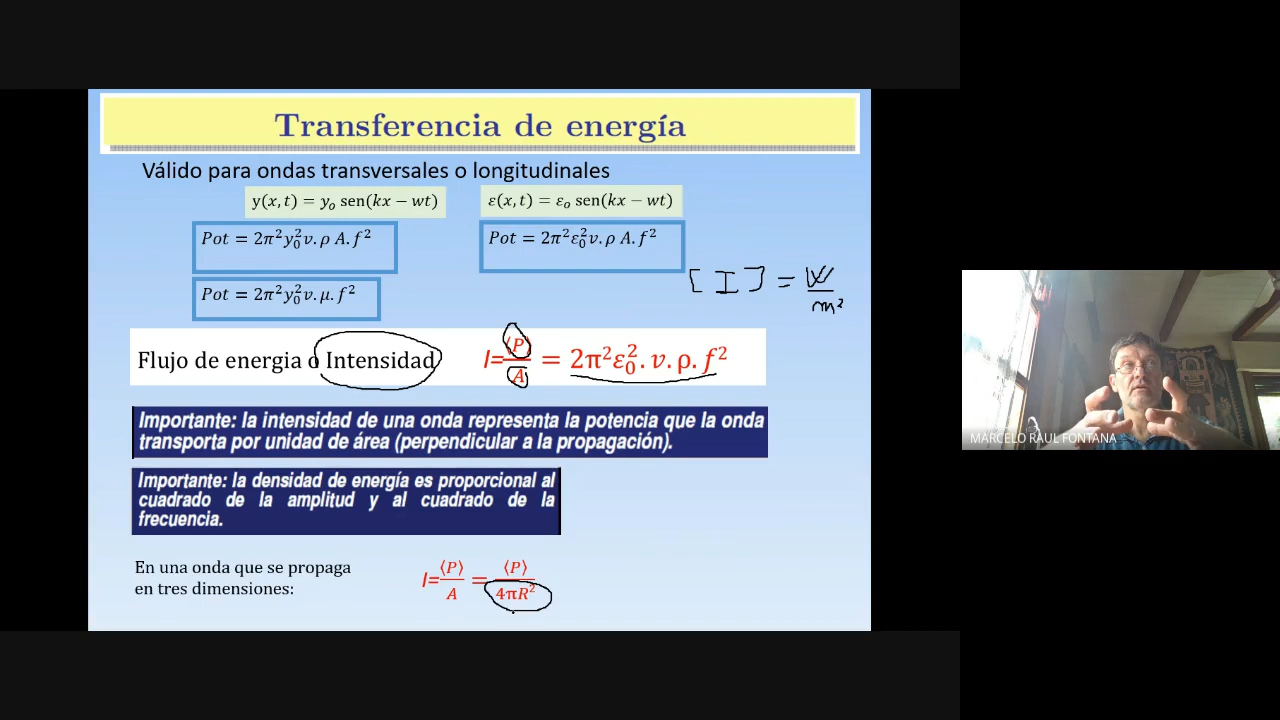 Transferencia de energía
Válido para ondas transversales o longitudinales
y(x, t) = yₒ sen(kx − wt)
ε(x, t) = εₒ sen(kx − wt)
Pot = 2π²y₀²v.ρ A.f²
Pot = 2π²ε₀²v.ρ A.f²
[ I ] = W/m²
Pot = 2π²y₀²v.μ.f²
Flujo de energia o Intensidad
I=⟨P⟩/A = 2π²ε₀².v.ρ.f²
Importante: la intensidad de una onda representa la potencia que la onda
transporta por unidad de área (perpendicular a la propagación).
Importante: la densidad de energía es proporcional al
cuadrado de la amplitud y al cuadrado de la
frecuencia.
En una onda que se propaga
en tres dimensiones:
I=⟨P⟩/A = ⟨P⟩/4πR²
MARCELO RAUL FONTANA